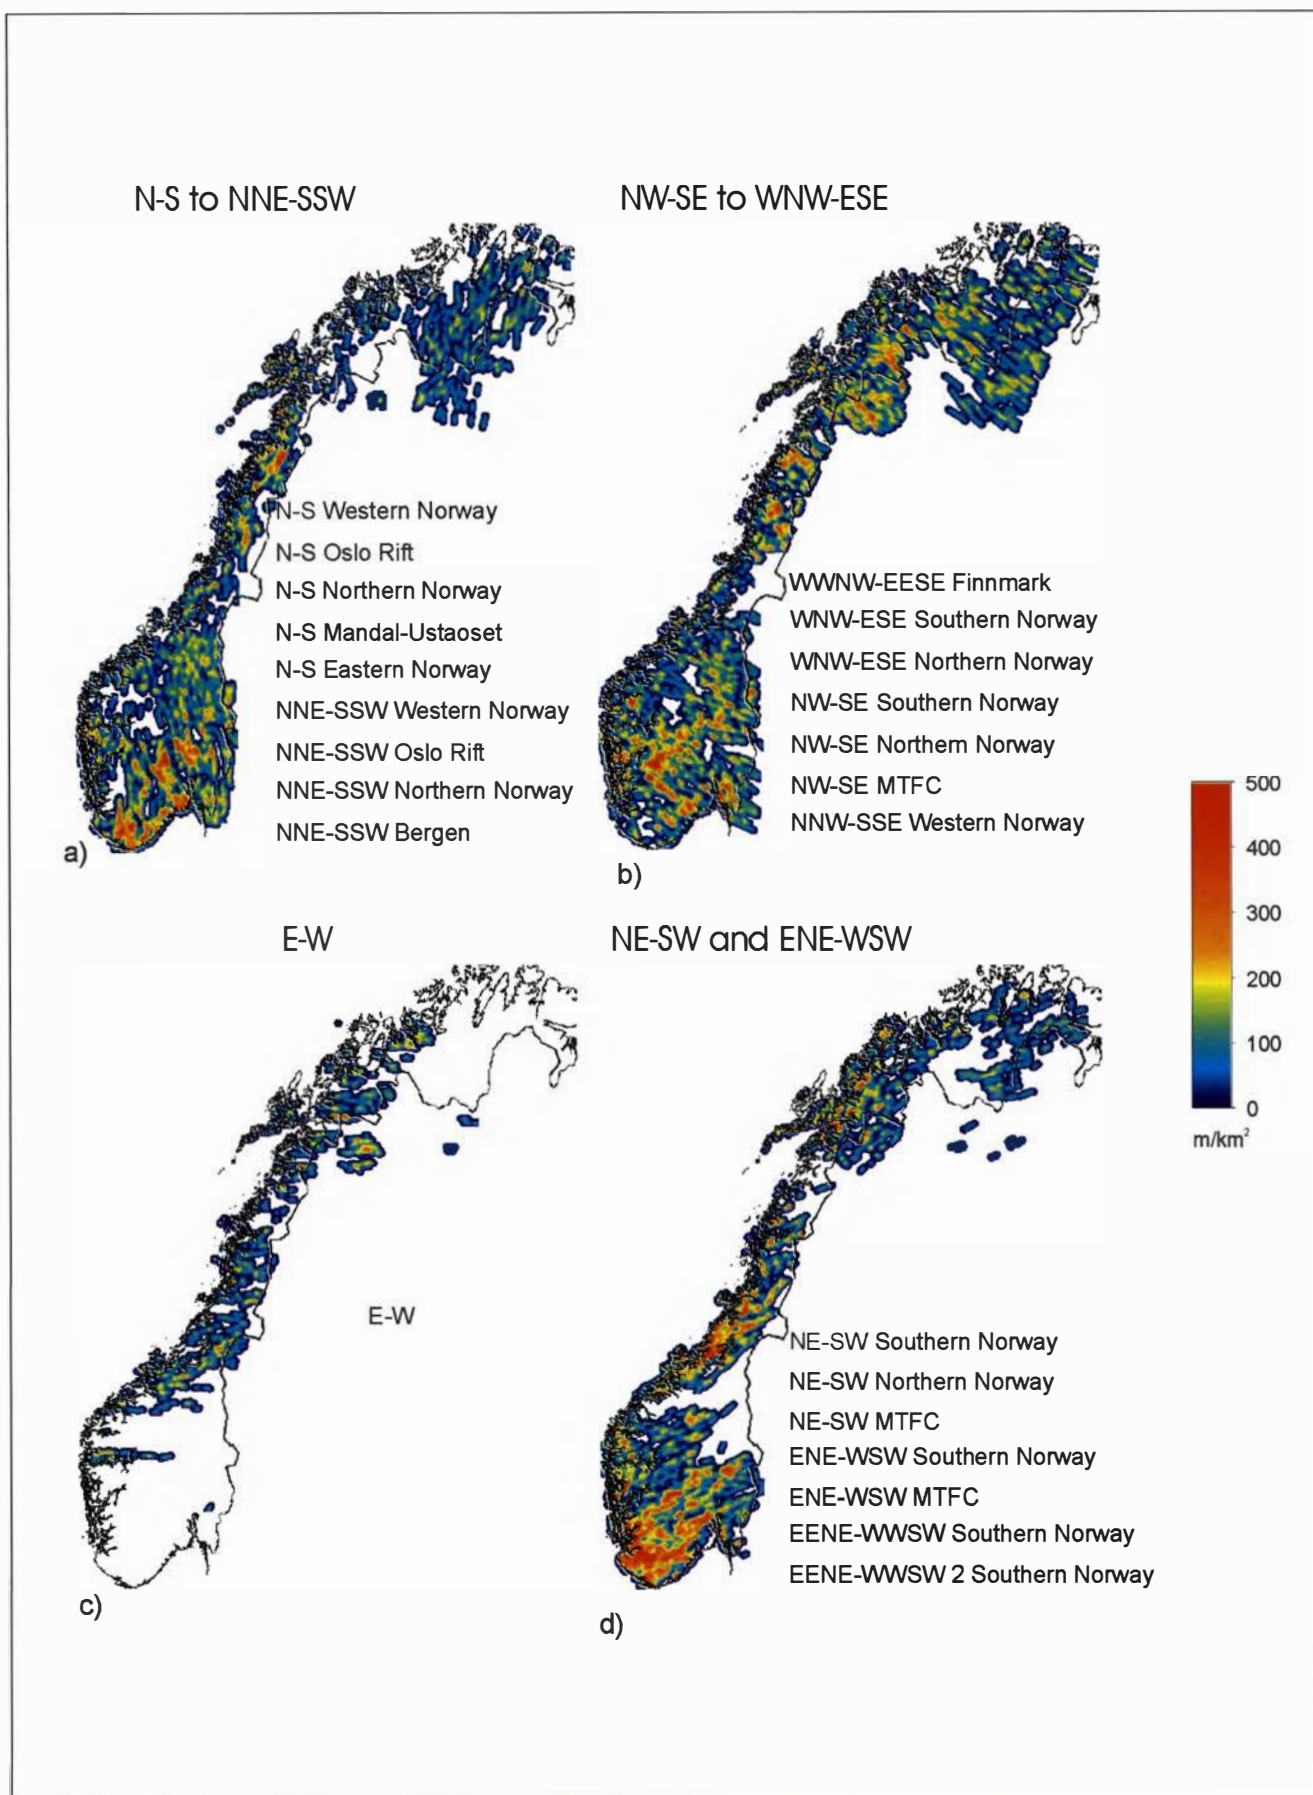 N-S to NNE-SSW
N-S Western Norway
N-S Oslo Rift
N-S Northern Norway
N-S Mandal-Ustaoset
N-S Eastern Norway
NNE-SSW Western Norway
NNE-SSW Oslo Rift
NNE-SSW Northern Norway
NNE-SSW Bergen
a)
NW-SE to WNW-ESE
WWNW-EESE Finnmark
WNW-ESE Southern Norway
WNW-ESE Northern Norway
NW-SE Southern Norway
NW-SE Northern Norway
NW-SE MTFC
NNW-SSE Western Norway
b)
500
400
300
200
100
0
m/km²
E-W
E-W
c)
NE-SW and ENE-WSW
NE-SW Southern Norway
NE-SW Northern Norway
NE-SW MTFC
ENE-WSW Southern Norway
ENE-WSW MTFC
EENE-WWSW Southern Norway
EENE-WWSW 2 Southern Norway
d)